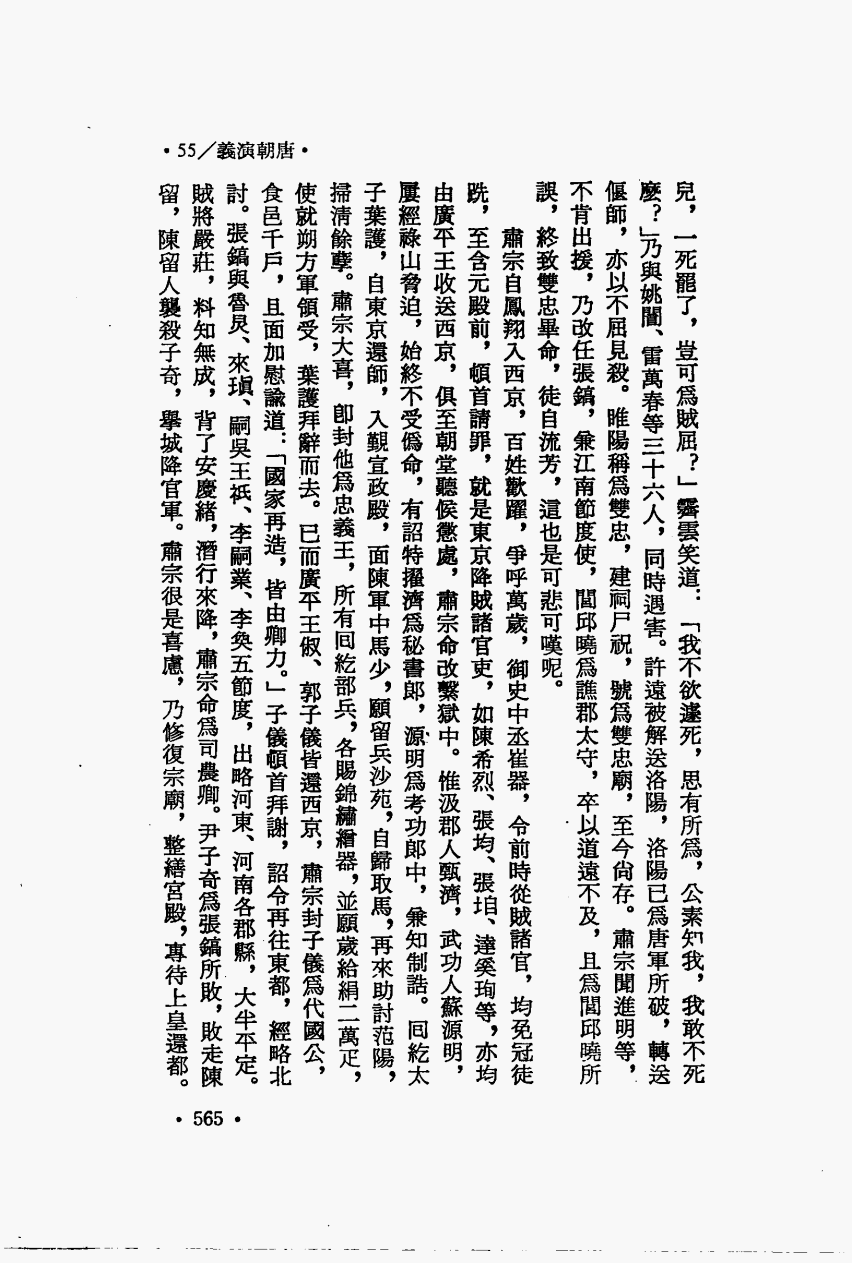 •55／義演朝唐•
兒，一死罷了，豈可爲賊屈？」霽雲笑道：「我不欲遽死，思有所爲，公素知我，我敢不死
麼？」乃與姚誾、雷萬春等三十六人，同時遇害。許遠被解送洛陽，洛陽已爲唐軍所破，轉送
偃師，亦以不屈見殺。睢陽稱爲雙忠，建祠尸祝，號爲雙忠廟，至今尙存。肅宗聞進明等，
不肯出援，乃改任張鎬，兼江南節度使，閭邱曉爲譙郡太守，卒以道遠不及，且爲閭邱曉所
誤，終致雙忠畢命，徒自流芳，這也是可悲可嘆呢。
肅宗自鳳翔入西京，百姓歡躍，爭呼萬歲，御史中丞崔器，令前時從賊諸官，均免冠徒
跣，至含元殿前，頓首請罪，就是東京降賊諸官吏，如陳希烈、張均、張垍、達奚珣等，亦均
由廣平王收送西京，俱至朝堂聽候懲處，肅宗命改繫獄中。惟汲郡人甄濟，武功人蘇源明，
屢經祿山脅迫，始終不受僞命，有詔特擢濟爲秘書郎，源明爲考功郎中，兼知制誥。回紇太
子葉護，自東京還師，入覲宣政殿，面陳軍中馬少，願留兵沙苑，自歸取馬，再來助討范陽，
掃清餘孽。肅宗大喜，卽封他爲忠義王，所有回紇部兵，各賜錦繡繒器，並願歲給絹二萬疋，
使就朔方軍領受，葉護拜辭而去。已而廣平王俶、郭子儀皆還西京，肅宗封子儀爲代國公，
食邑千戶，且面加慰諭道：「國家再造，皆由卿力。」子儀頓首拜謝，詔令再往東都，經略北
討。張鎬與魯炅、來瑱、嗣吳王祇、李嗣業、李奐五節度，出略河東、河南各郡縣，大半平定。
賊將嚴莊，料知無成，背了安慶緒，潛行來降，肅宗命爲司農卿。尹子奇爲張鎬所敗，敗走陳
留，陳留人襲殺子奇，舉城降官軍。肅宗很是喜慮，乃修復宗廟，整繕宮殿，專待上皇還都。
•565•